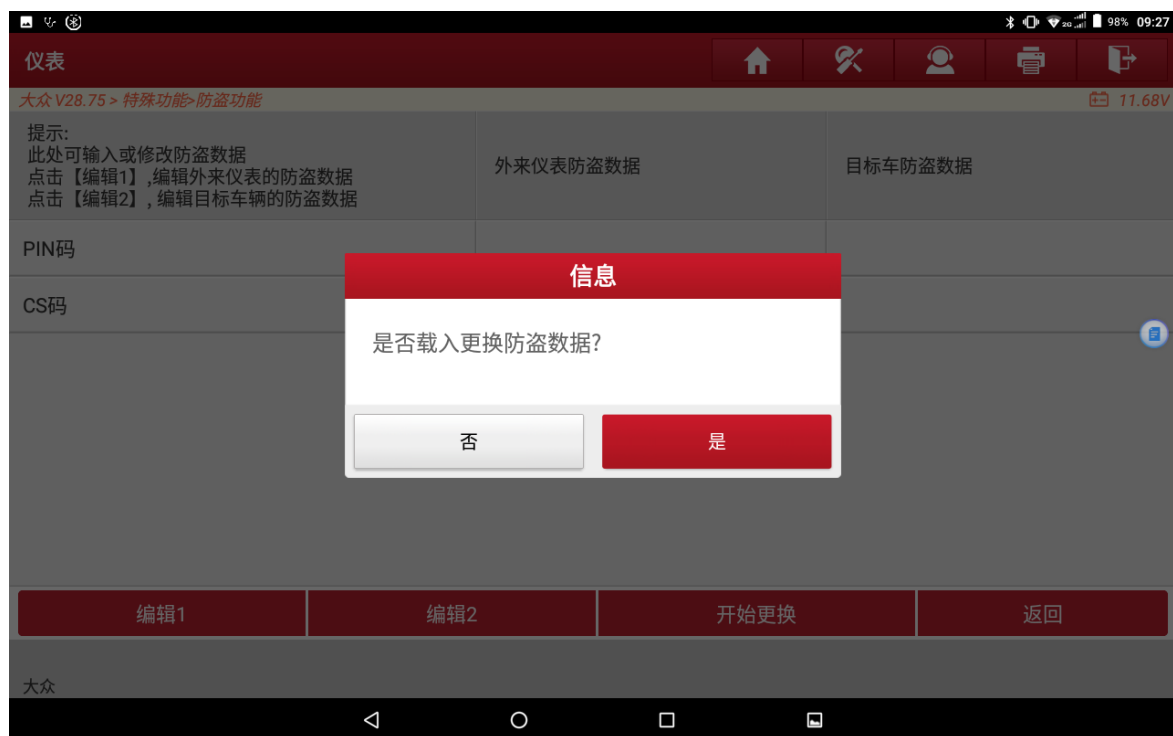 98% 09:27
仪表
大众 V28.75 > 特殊功能>防盗功能
11.68V
提示:
此处可输入或修改防盗数据
点击【编辑1】,编辑外来仪表的防盗数据
点击【编辑2】, 编辑目标车辆的防盗数据
外来仪表防盗数据
目标车防盗数据
PIN码
CS码
信息
是否载入更换防盗数据?
否
是
编辑1
编辑2
开始更换
返回
大众